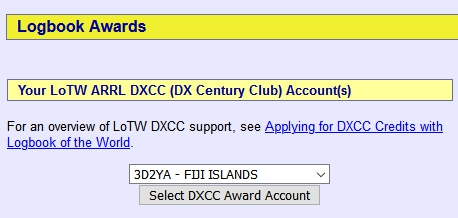 Logbook Awards
Your LoTW ARRL DXCC (DX Century Club) Account(s)
For an overview of LoTW DXCC support, see Applying for DXCC Credits with
Logbook of the World.
3D2YA - FIJI ISLANDS
Select DXCC Award Account